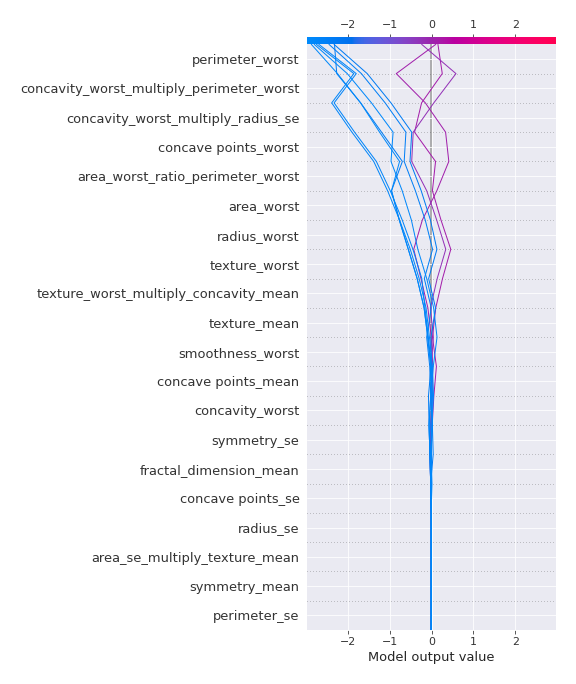 −2 −1 0 1 2
perimeter_worst
concavity_worst_multiply_perimeter_worst
concavity_worst_multiply_radius_se
concave points_worst
area_worst_ratio_perimeter_worst
area_worst
radius_worst
texture_worst
texture_worst_multiply_concavity_mean
texture_mean
smoothness_worst
concave points_mean
concavity_worst
symmetry_se
fractal_dimension_mean
concave points_se
radius_se
area_se_multiply_texture_mean
symmetry_mean
perimeter_se
−2 −1 0 1 2
Model output value